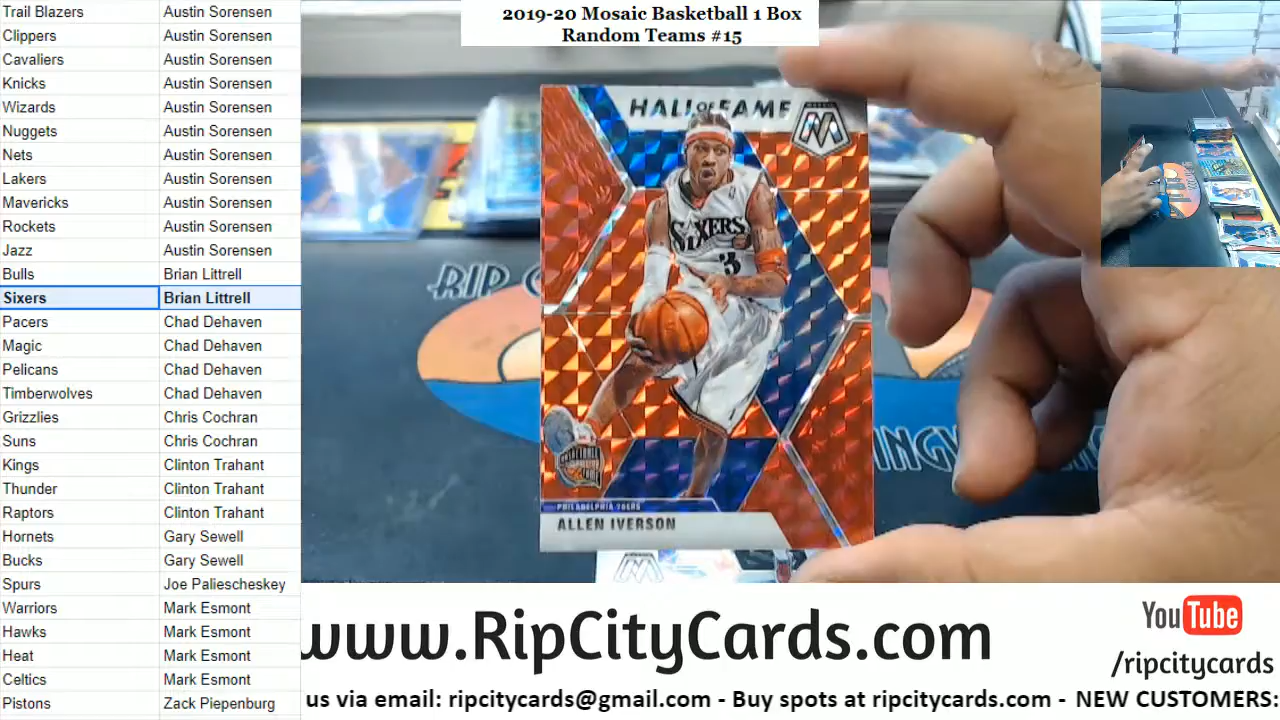 Trail Blazers Austin Sorensen
Clippers Austin Sorensen
Cavaliers Austin Sorensen
Knicks Austin Sorensen
Wizards Austin Sorensen
Nuggets Austin Sorensen
Nets Austin Sorensen
Lakers Austin Sorensen
Mavericks Austin Sorensen
Rockets Austin Sorensen
Jazz Austin Sorensen
Bulls Brian Littrell
Sixers Brian Littrell
Pacers Chad Dehaven
Magic Chad Dehaven
Pelicans Chad Dehaven
Timberwolves Chad Dehaven
Grizzlies Chris Cochran
Suns Chris Cochran
Kings Clinton Trahant
Thunder Clinton Trahant
Raptors Clinton Trahant
Hornets Gary Sewell
Bucks Gary Sewell
Spurs Joe Paliescheskey
Warriors Mark Esmont
Hawks Mark Esmont
Heat Mark Esmont
Celtics Mark Esmont
Pistons Zack Piepenburg
2019-20 Mosaic Basketball 1 Box
Random Teams #15
HALL OF FAME
MOSAIC
M
SIXERS
3
PHILADELPHIA 76ERS
ALLEN IVERSON
RIP
www.RipCityCards.com
YouTube
/ripcitycards
us via email: ripcitycards@gmail.com - Buy spots at ripcitycards.com - NEW CUSTOMERS: